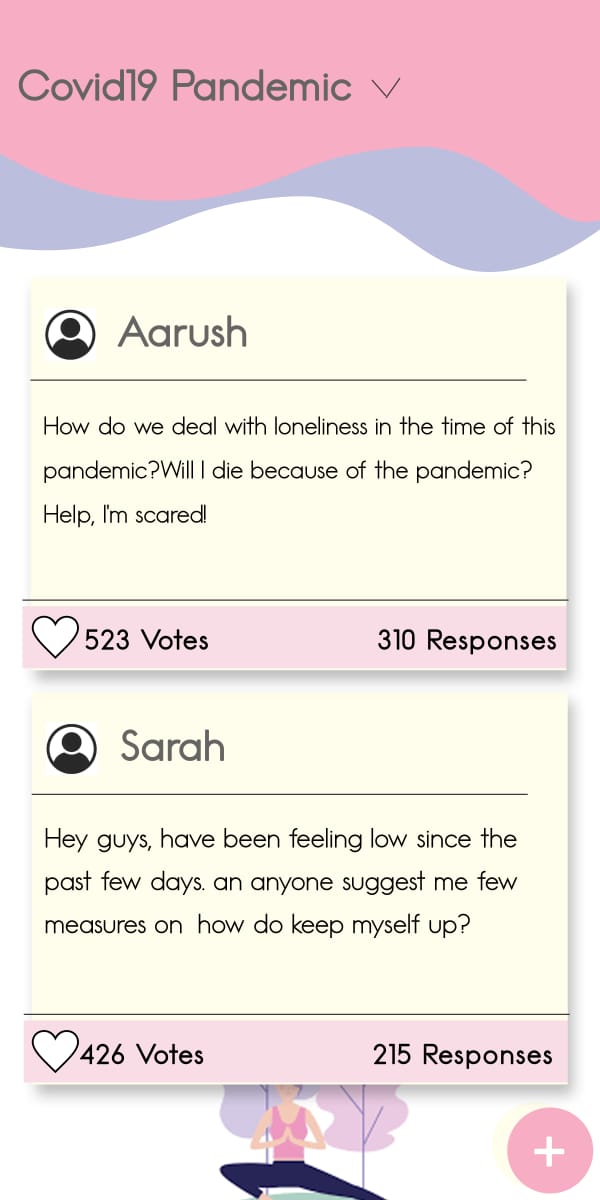 Covid19 Pandemic
Aarush
How do we deal with loneliness in the time of this
pandemic?Will I die because of the pandemic?
Help, I'm scared!
523 Votes 310 Responses
Sarah
Hey guys, have been feeling low since the
past few days. an anyone suggest me few
measures on  how do keep myself up?
426 Votes 215 Responses
+